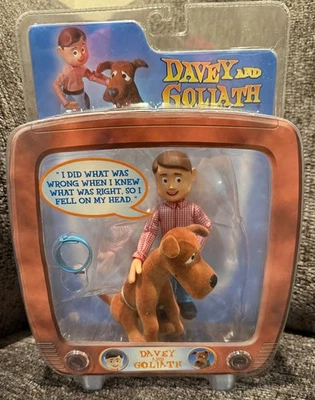 DAVEY AND
GOLIATH
"I DID WHAT WAS
WRONG WHEN I KNEW
WHAT WAS RIGHT, SO I
FELL ON MY HEAD."
DAVEY
AND
GOLIATH